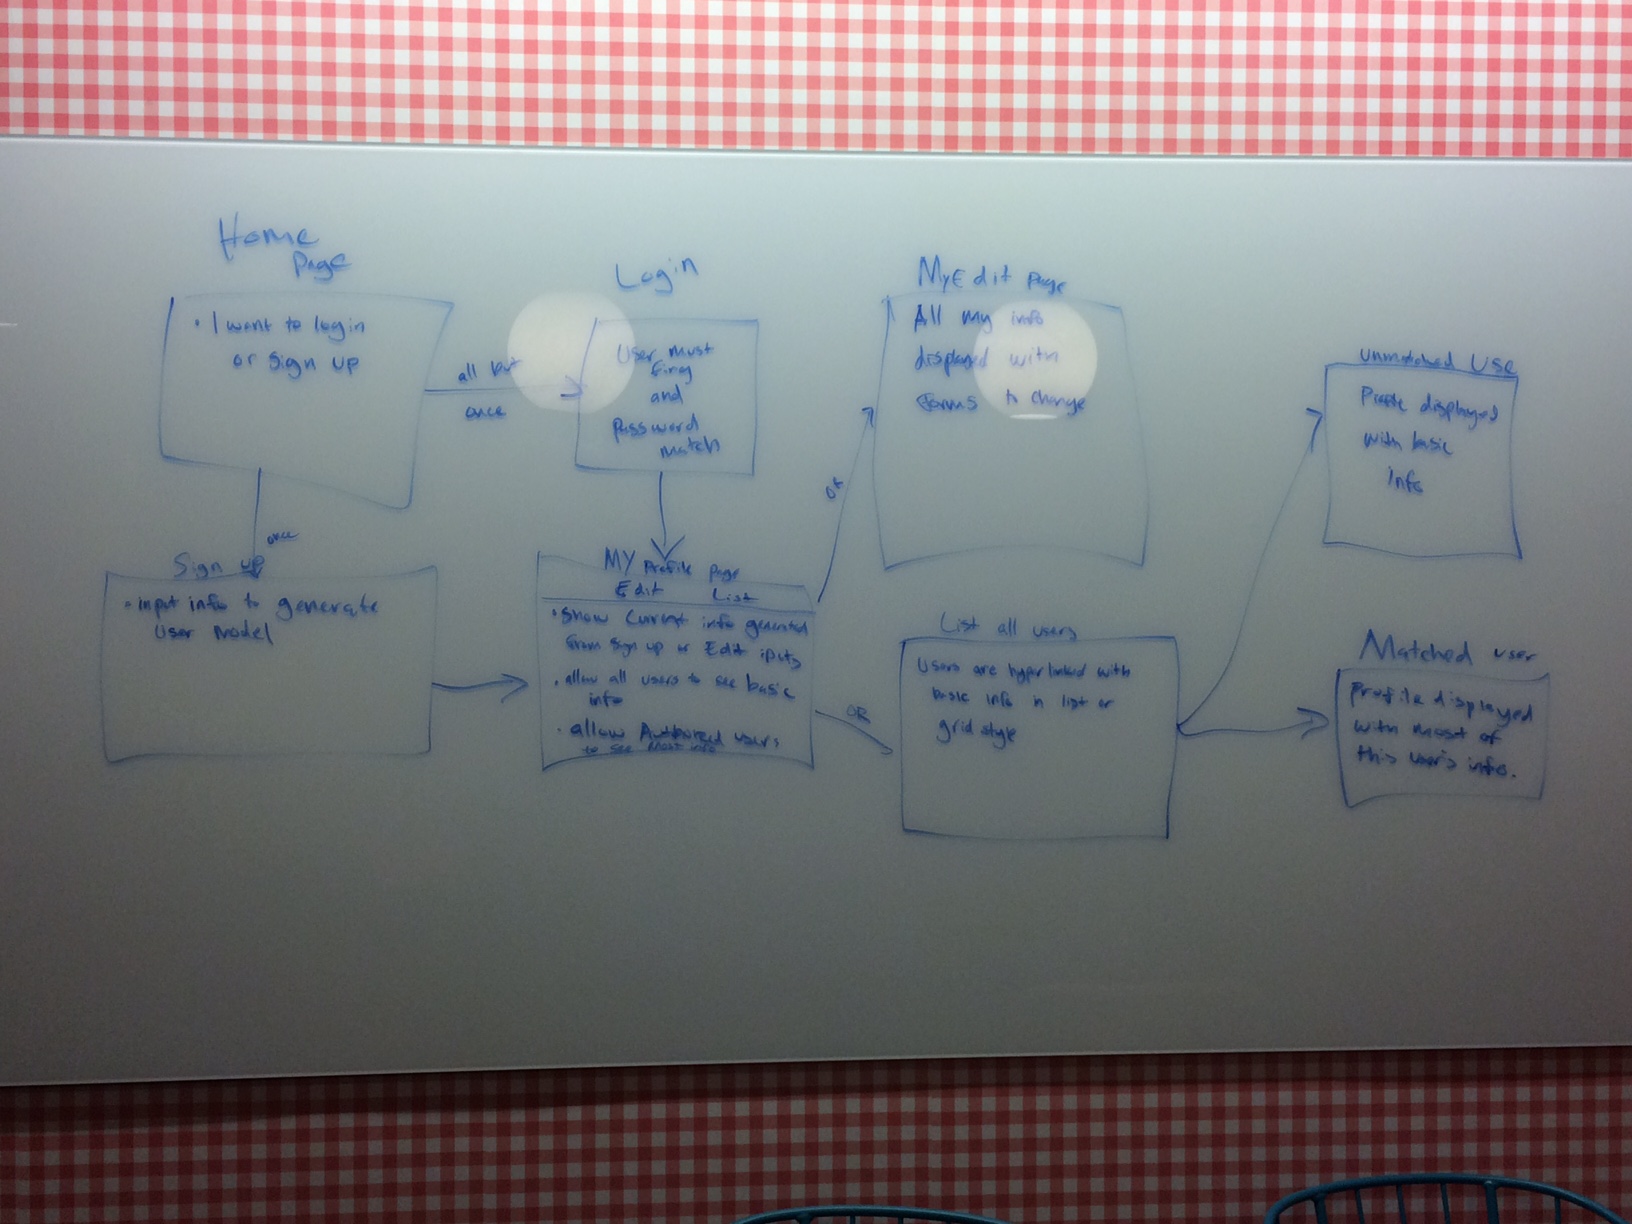 Home
Page
• I want to login
or sign up
all but
once
once
Login
User must
and
Password
match
Sign up
• input info to generate
User model
MY Profile page
Edit List
• Show Current info generated
from sign up or Edit iputs
• allow all users to see basic
info
• allow Authorized users
to see most info
OR
OR
MyEdit page
All my info
displayed with
forms to change
List all users
Users are hyperlinked with
basic info in list or
grid style
Unmatched Use
displayed
with basic
info
Matched user
Profile displayed
with most of
this user's info.